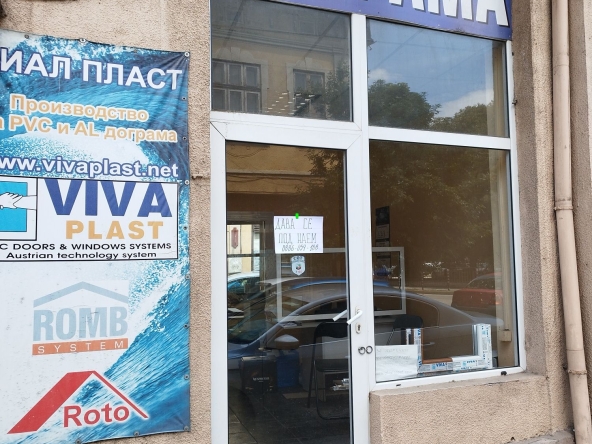 РАМА
ИАЛ ПЛАСТ
Производство
а PVC и AL дограма
www.vivaplast.net
VIVA
PLAST
C DOORS & WINDOWS SYSTEMS
Austrian technology system
ROMB
SYSTEM
Roto
ДАВА СЕ
ПОД НАЕМ